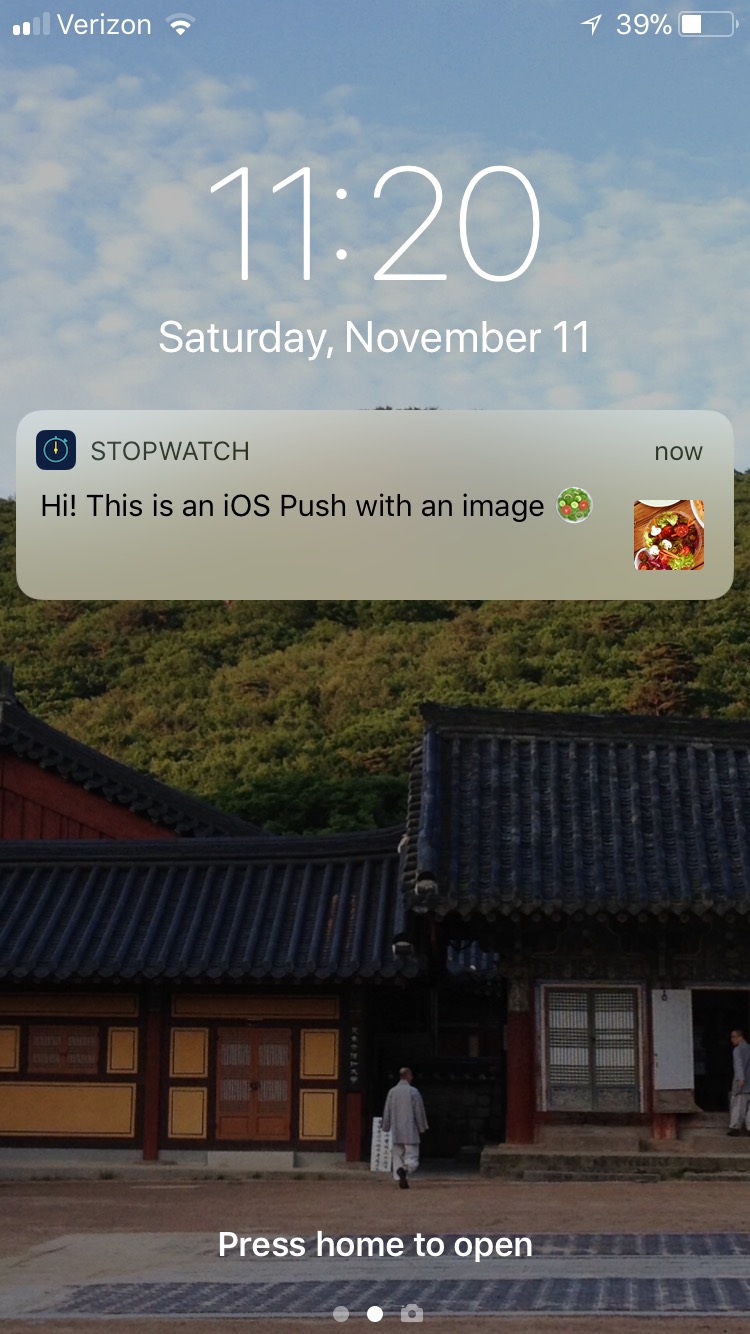 Verizon 39%
11:20
Saturday, November 11
STOPWATCH now
Hi! This is an iOS Push with an image 🥗
Press home to open